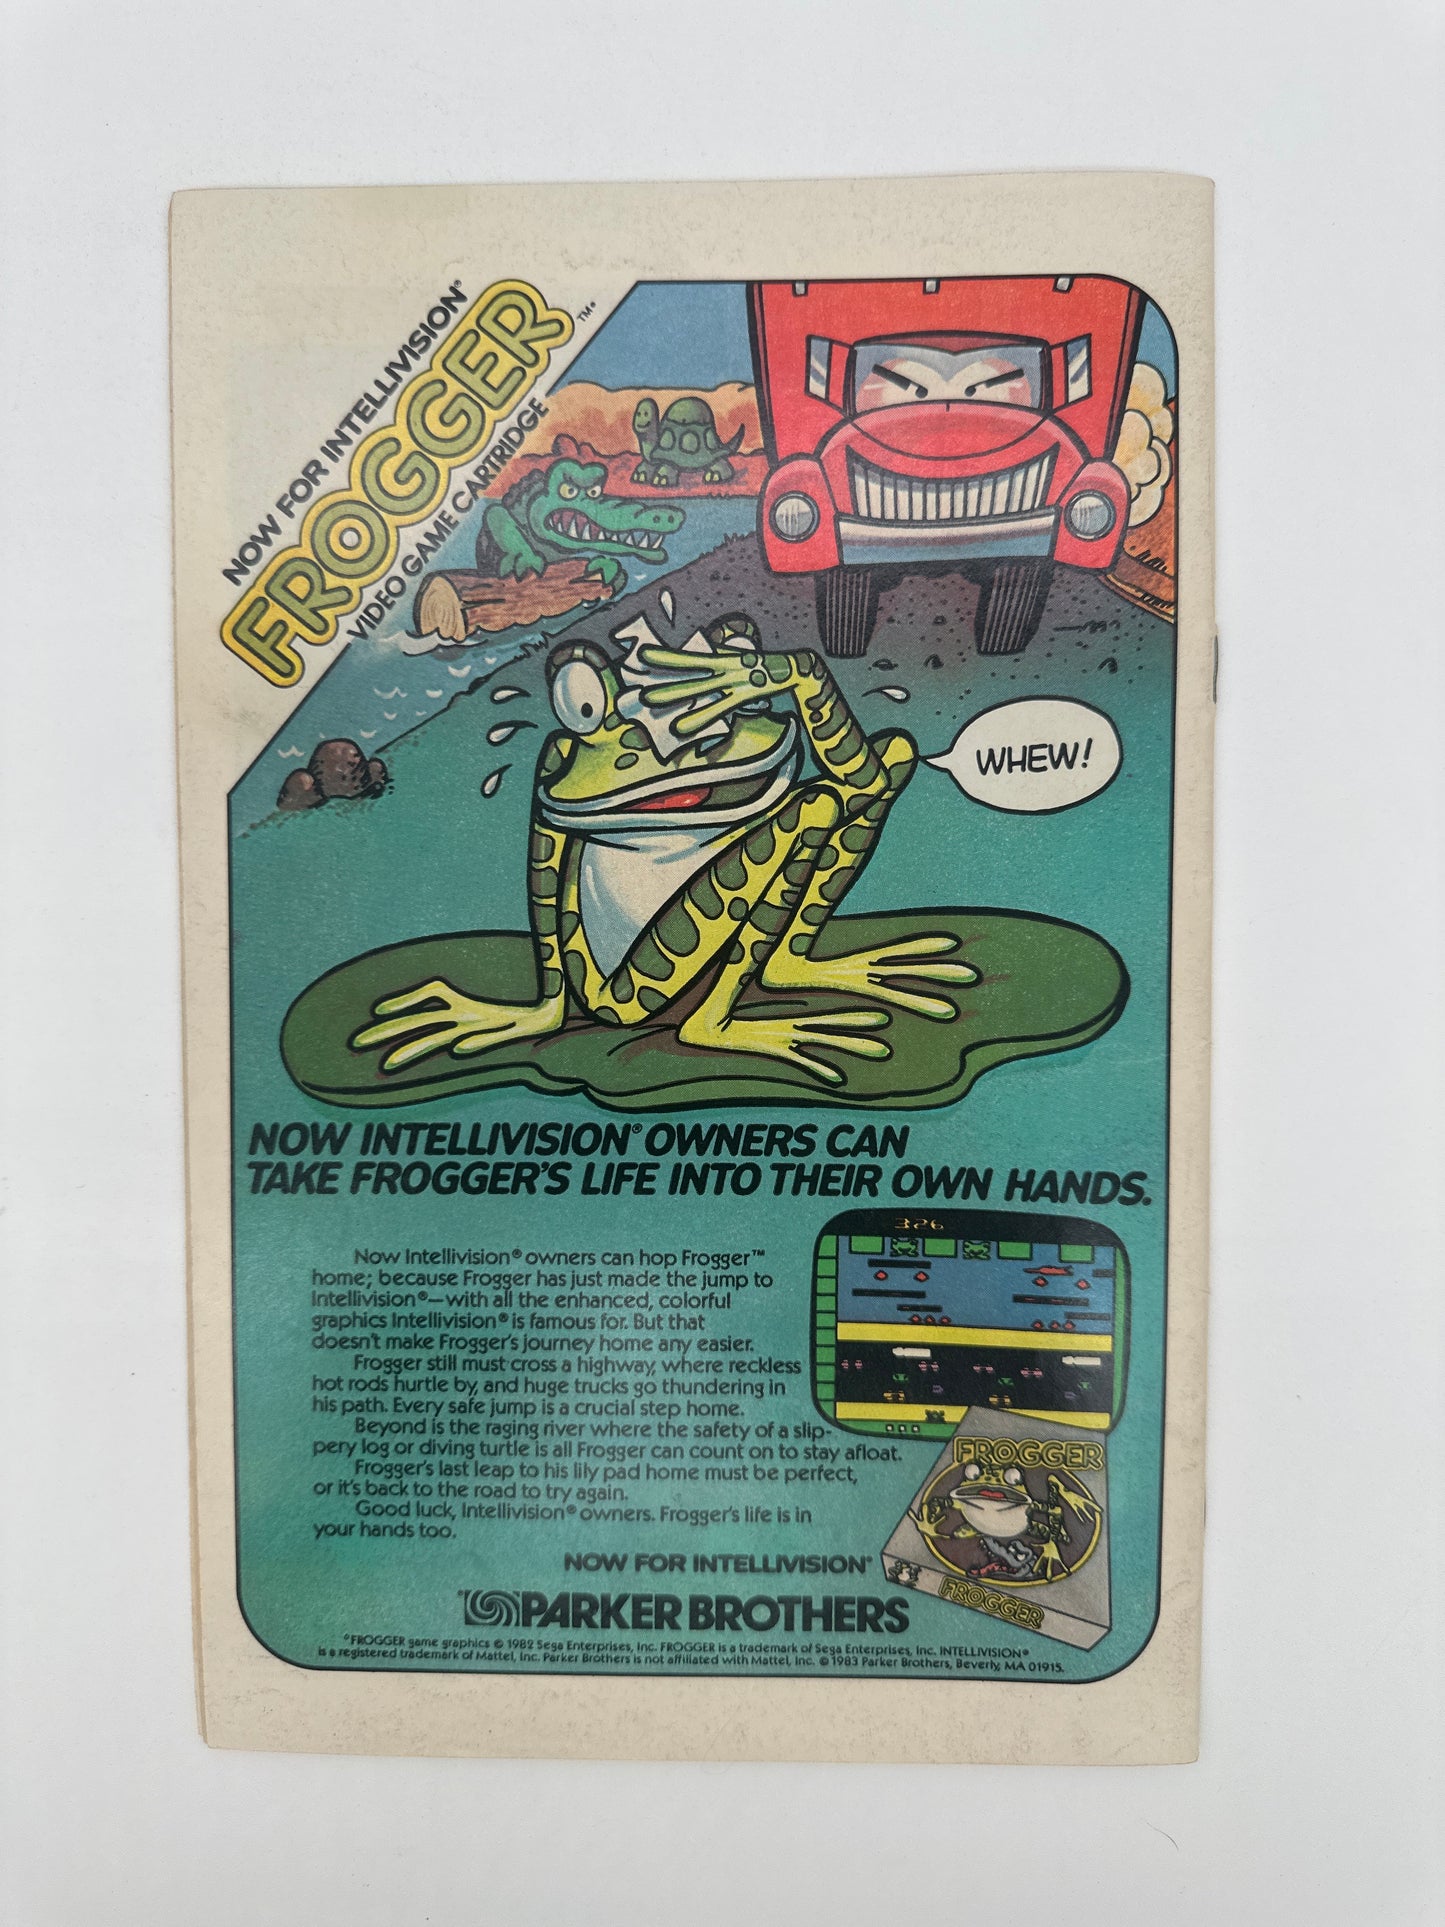 NOW FOR INTELLIVISION®
FROGGER™
VIDEO GAME CARTRIDGE
WHEW!
NOW INTELLIVISION® OWNERS CAN
TAKE FROGGER'S LIFE INTO THEIR OWN HANDS.
326
Now Intellivision® owners can hop Frogger™
home; because Frogger has just made the jump to
Intellivision®—with all the enhanced, colorful
graphics Intellivision® is famous for. But that
doesn't make Frogger's journey home any easier.
Frogger still must cross a highway, where reckless
hot rods hurtle by, and huge trucks go thundering in
his path. Every safe jump is a crucial step home.
Beyond is the raging river where the safety of a slip-
pery log or diving turtle is all Frogger can count on to stay afloat.
Frogger's last leap to his lily pad home must be perfect,
or it's back to the road to try again.
Good luck, Intellivision® owners. Frogger's life is in
your hands too.
FROGGER
FROGGER
NOW FOR INTELLIVISION®
PARKER BROTHERS
©FROGGER game graphics © 1982 Sega Enterprises, Inc. FROGGER is a trademark of Sega Enterprises, Inc. INTELLIVISION®
is a registered trademark of Mattel, Inc. Parker Brothers is not affiliated with Mattel, Inc. © 1983 Parker Brothers, Beverly, MA 01915.